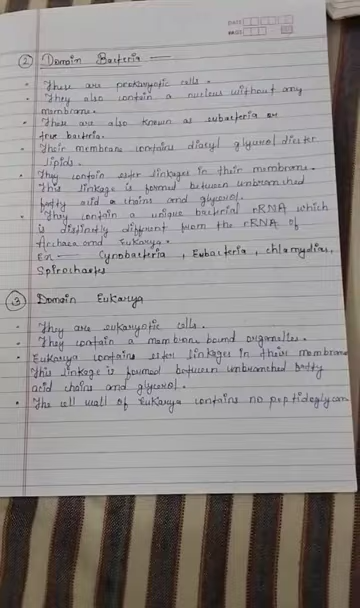 DATE
PAGE
② Domain Bacteria —
• These are prokaryotic cells.
• They also contain a nucleus without any
membrane.
• These are also known as eubacteria or
true bacteria.
• Their membrane contains diacyl glycerol diester
lipids.
• They contain ester linkages in their membrane.
This linkage is formed between unbranched
fatty acid chains and glycerol.
• They contain a unique bacterial rRNA which
is distinctly different from the rRNA of
Archaea and Eukarya.
Ex — Cynobacteria, Eubacteria, chlamydias,
Spirochaetes
③ Domain Eukarya
• They are eukaryotic cells.
• They contain a membrane bound organelles.
• Eukarya contains ester linkages in their membrane
This linkage is formed between unbranched fatty
acid chains and glycerol.
• The cell wall of Eukarya contains no peptidoglycan